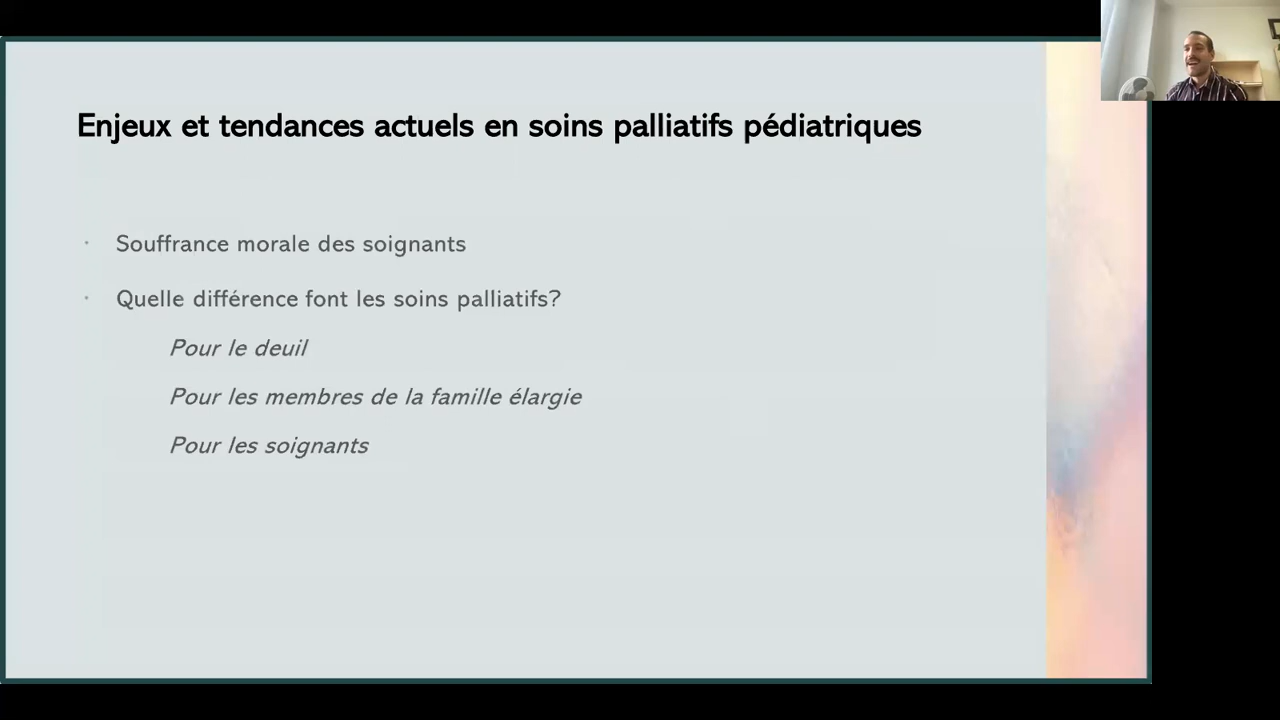 Enjeux et tendances actuels en soins palliatifs pédiatriques
· Souffrance morale des soignants
· Quelle différence font les soins palliatifs?
Pour le deuil
Pour les membres de la famille élargie
Pour les soignants